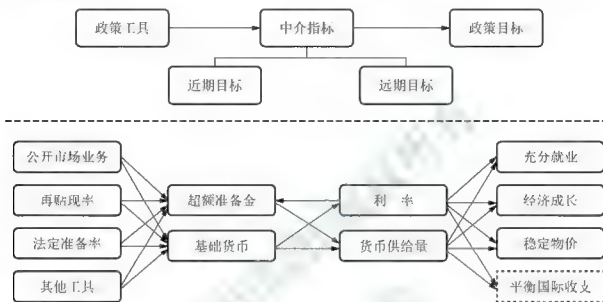 政策工具 中介指标 政策目标
近期目标 远期目标
公开市场业务 充分就业
再贴现率 超额准备金 利 率 经济成长
法定准备率 基础货币 货币供给量 稳定物价
其他工具 平衡国际收支